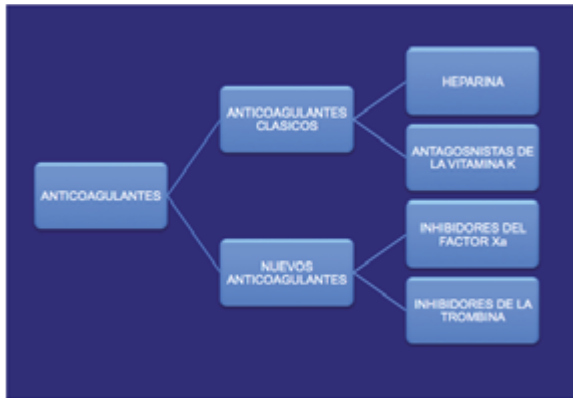 ANTICOAGULANTES
ANTICOAGULANTES
CLASICOS
HEPARINA
ANTAGOSNISTAS DE
LA VITAMINA K
NUEVOS
ANTICOAGULANTES
INHIBIDORES DEL
FACTOR Xa
INHIBIDORES DE LA
TROMBINA